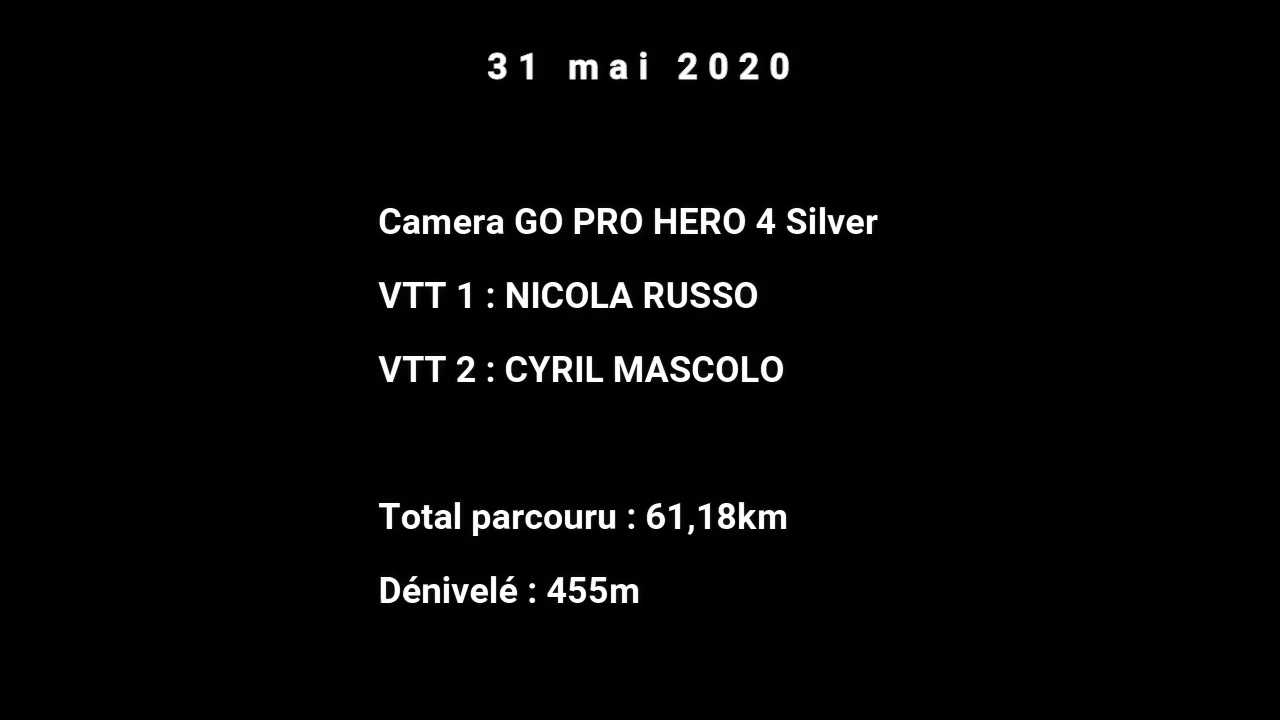 31 mai 2020
Camera GO PRO HERO 4 Silver
VTT 1 : NICOLA RUSSO
VTT 2 : CYRIL MASCOLO
Total parcouru : 61,18km
Dénivelé : 455m